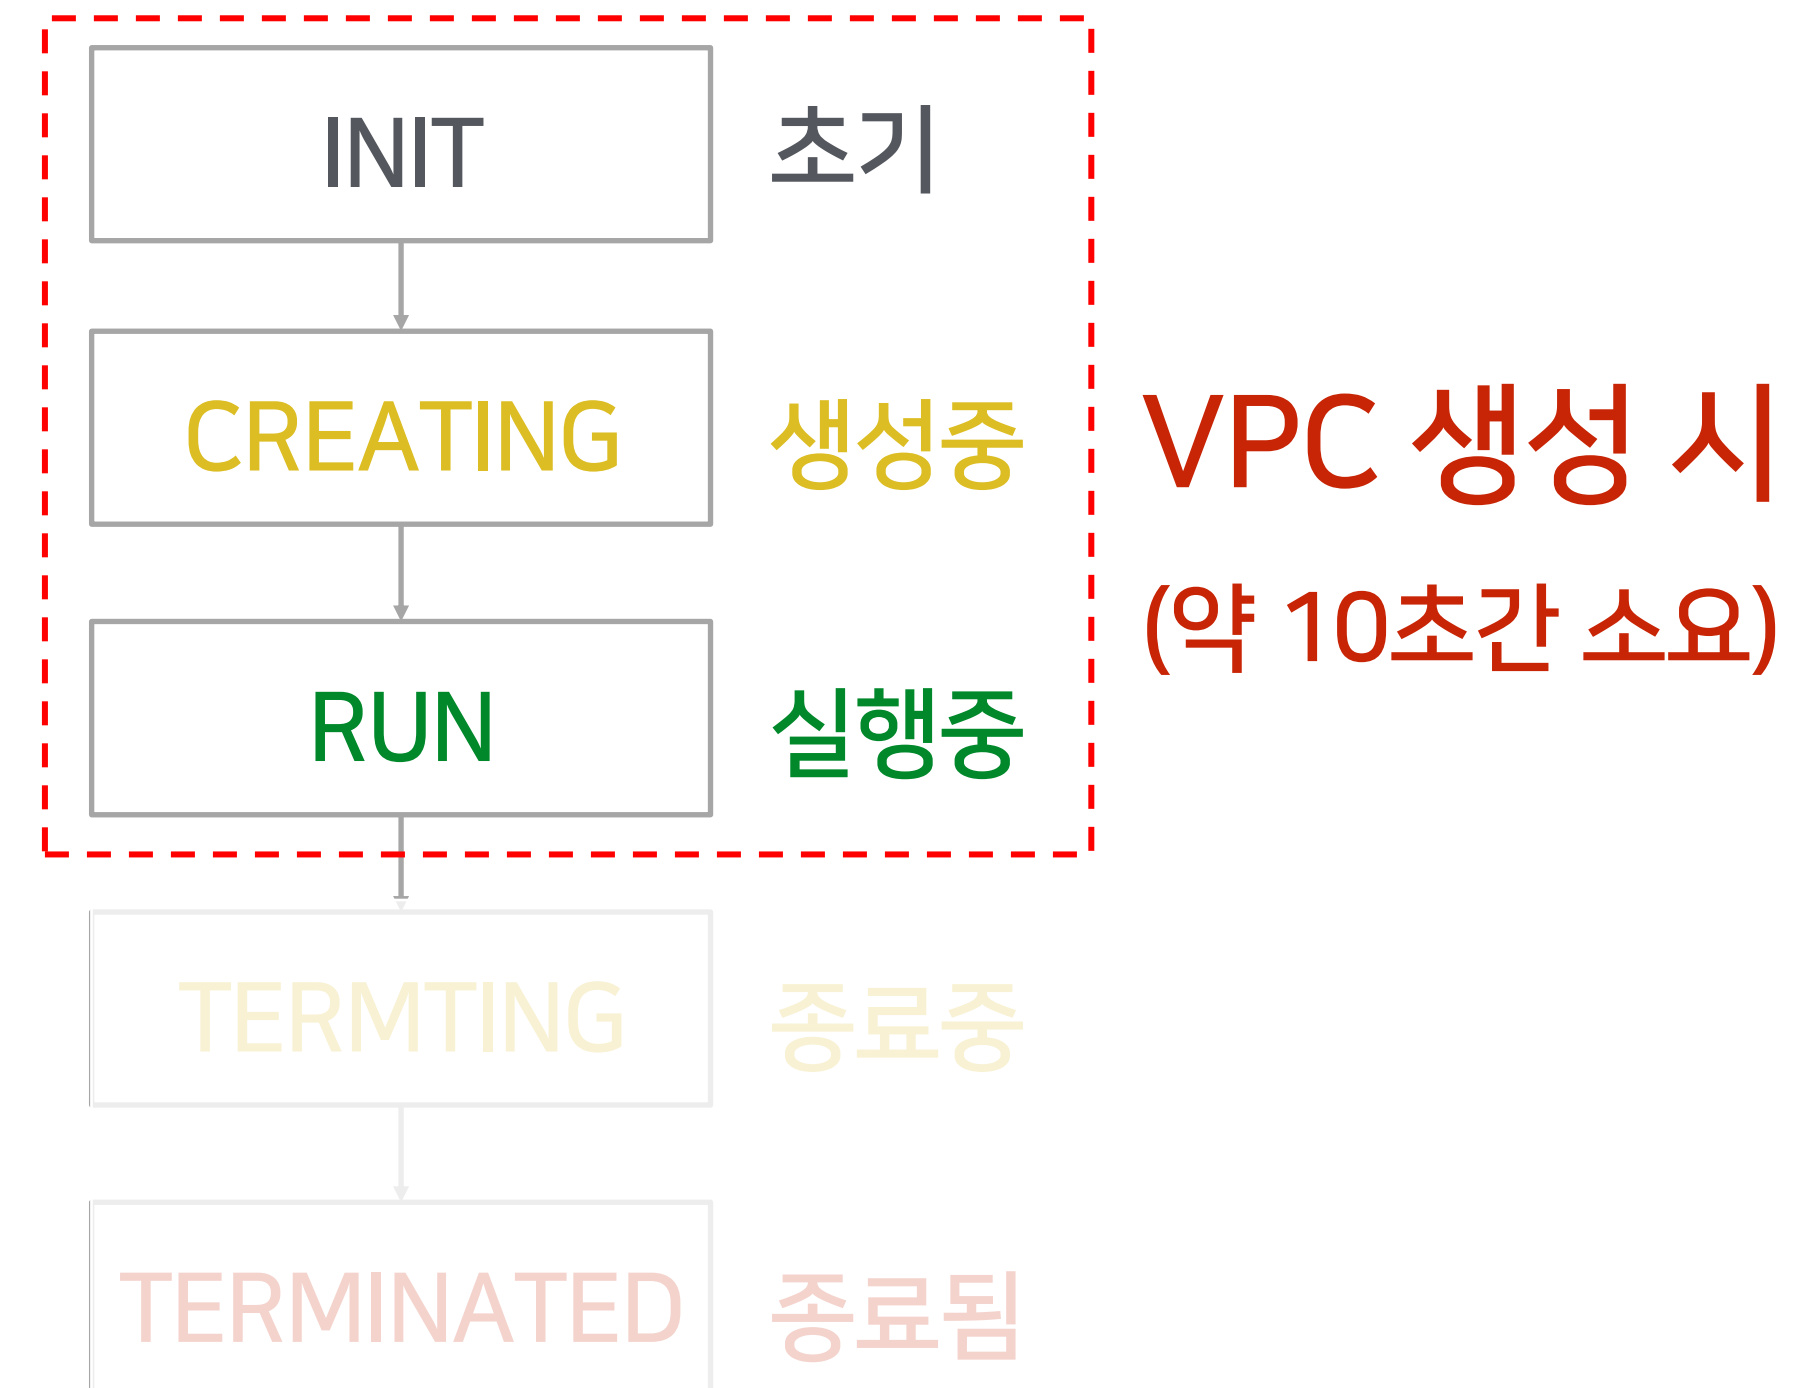 INIT 초기
CREATING 생성중
VPC 생성 시
(약 10초간 소요)
RUN 실행중
TERMTING 종료중
TERMINATED 종료됨